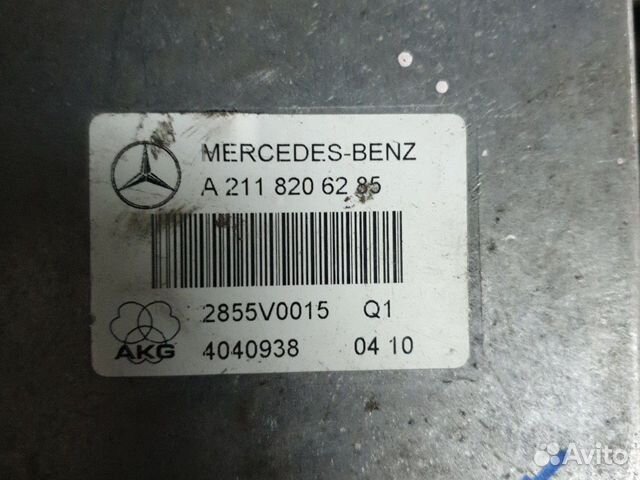 MERCEDES-BENZ
A 211 820 62 85
2855V0015 Q1
AKG
4040938 04 10
Avito